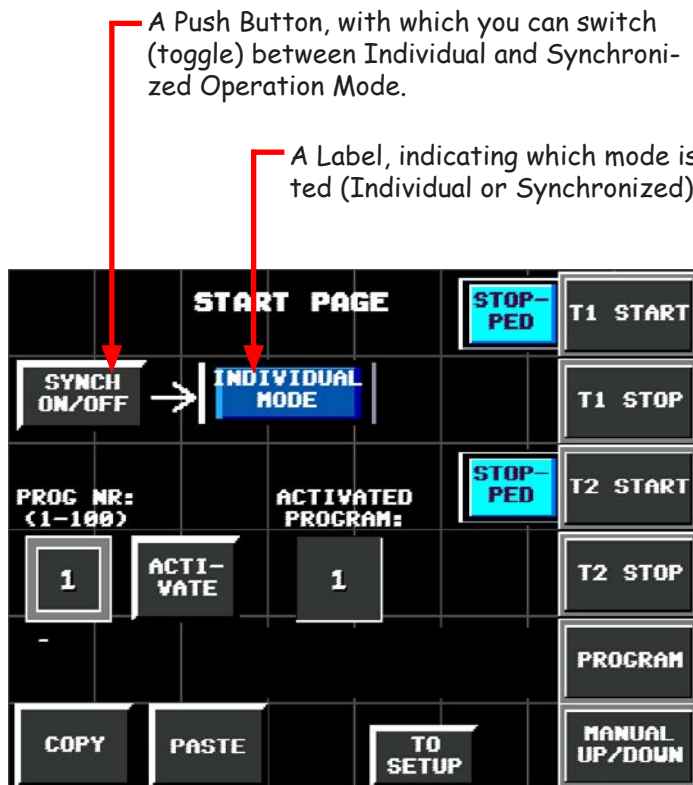 A Push Button, with which you can switch
(toggle) between Individual and Synchroni-
zed Operation Mode.
A Label, indicating which mode is
ted (Individual or Synchronized)
START PAGE
STOP-
PED
T1 START
SYNCH
ON/OFF
INDIVIDUAL
MODE
T1 STOP
PROG NR:
(1-100)
ACTIVATED
PROGRAM:
STOP-
PED
T2 START
1
ACTI-
VATE
1
T2 STOP
-
PROGRAM
COPY
PASTE
TO
SETUP
MANUAL
UP/DOWN